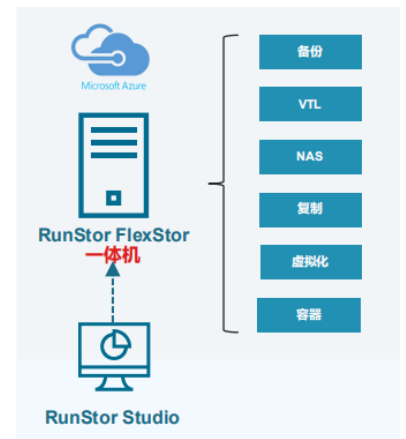 Microsoft Azure
RunStor FlexStor
一体机
RunStor Studio
备份
VTL
NAS
复制
虚拟化
容器